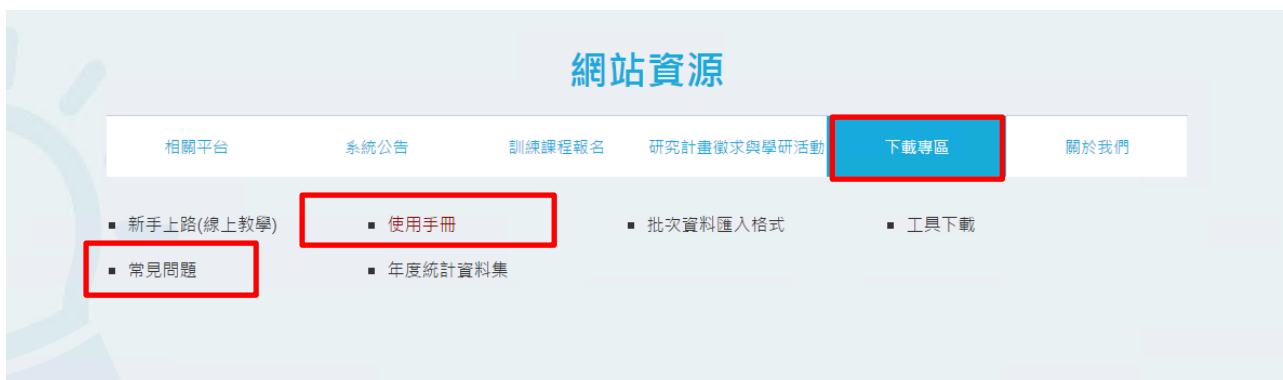 網站資源
相關平台 系統公告 訓練課程報名 研究計畫徵求與學研活動 下載專區 關於我們
▪ 新手上路(線上教學) ▪ 使用手冊 ▪ 批次資料匯入格式 ▪ 工具下載
▪ 常見問題 ▪ 年度統計資料集